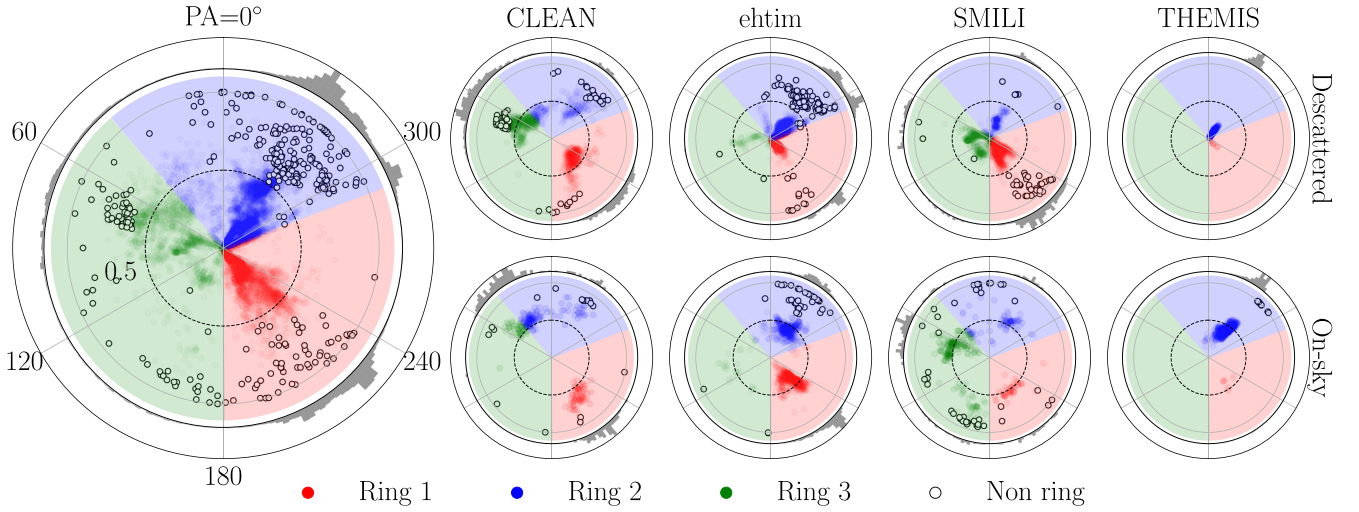 PA=0°
CLEAN
ehtim
SMILI
THEMIS
60
300
0.5
120
240
180
Descattered
On-sky
Ring 1
Ring 2
Ring 3
Non ring